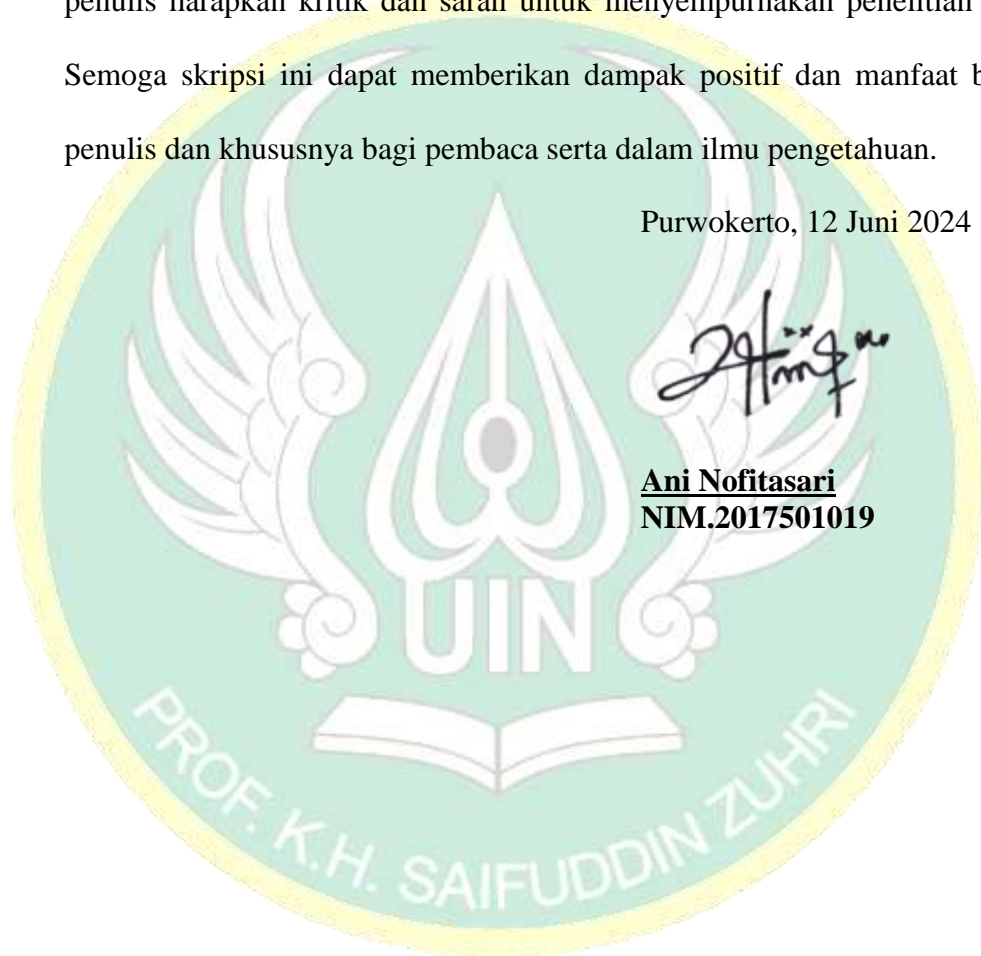 penulis harapkan kritik dan saran untuk menyempurnakan penelitian
Semoga skripsi ini dapat memberikan dampak positif dan manfaat b
penulis dan khususnya bagi pembaca serta dalam ilmu pengetahuan.
Purwokerto, 12 Juni 2024
Ani Nofitasari
NIM.2017501019
UIN
PROF. K.H. SAIFUDDIN ZUHRI